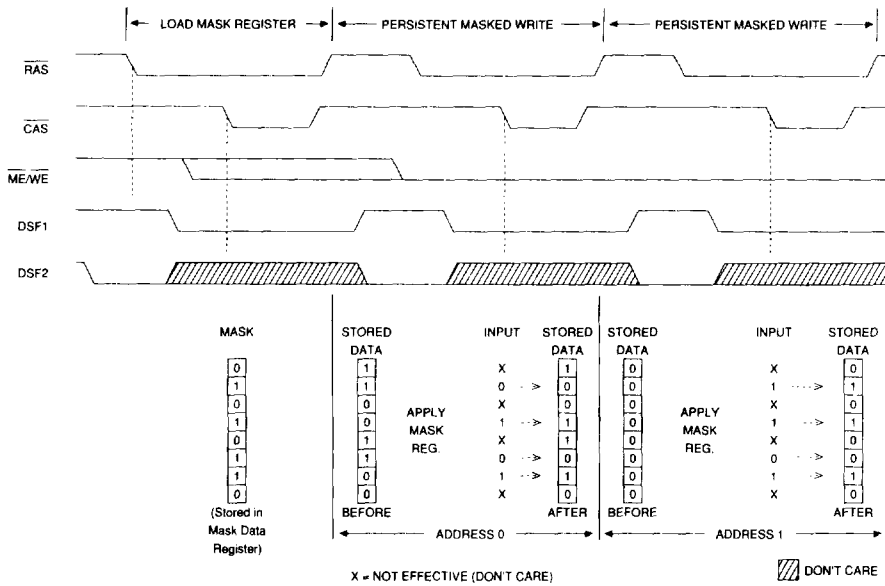 LOAD MASK REGISTER PERSISTENT MASKED WRITE PERSISTENT MASKED WRITE
RAS
CAS
ME/WE
DSF1
DSF2
MASK STORED DATA INPUT STORED DATA STORED DATA INPUT STORED DATA
0 1 X 1 0 X 0
1 1 0 0 0 1 1
0 0 X 0 0 X 0
1 0 1 1 0 1 1
0 1 X 1 0 X 0
1 1 0 0 0 0 0
1 0 1 1 0 1 1
0 0 X 0 0 X 0
APPLY MASK REG. APPLY MASK REG.
(Stored in
Mask Data
Register)
BEFORE AFTER BEFORE AFTER
ADDRESS 0 ADDRESS 1
X = NOT EFFECTIVE (DON'T CARE)
DON'T CARE